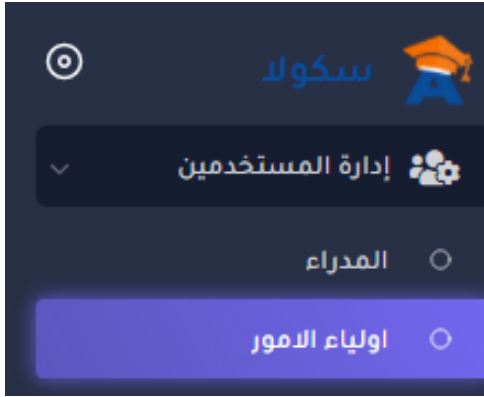 سكولا
إدارة المستخدمين
المدراء
اولياء الامور